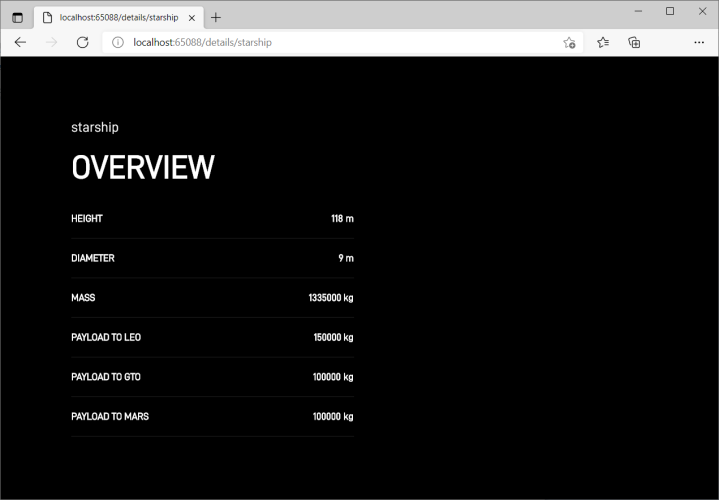 localhost:65088/details/starship
localhost:65088/details/starship
starship
OVERVIEW
HEIGHT 118 m
DIAMETER 9 m
MASS 1335000 kg
PAYLOAD TO LEO 150000 kg
PAYLOAD TO GTO 100000 kg
PAYLOAD TO MARS 100000 kg